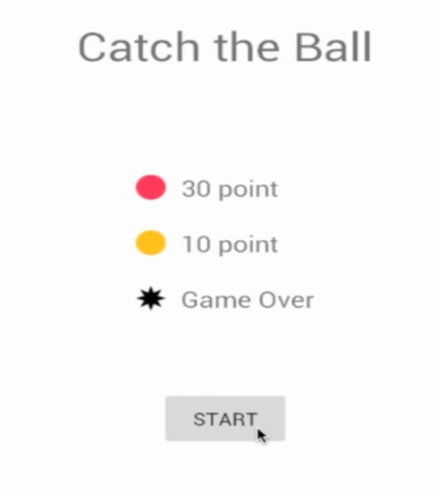 Catch the Ball
30 point
10 point
Game Over
START